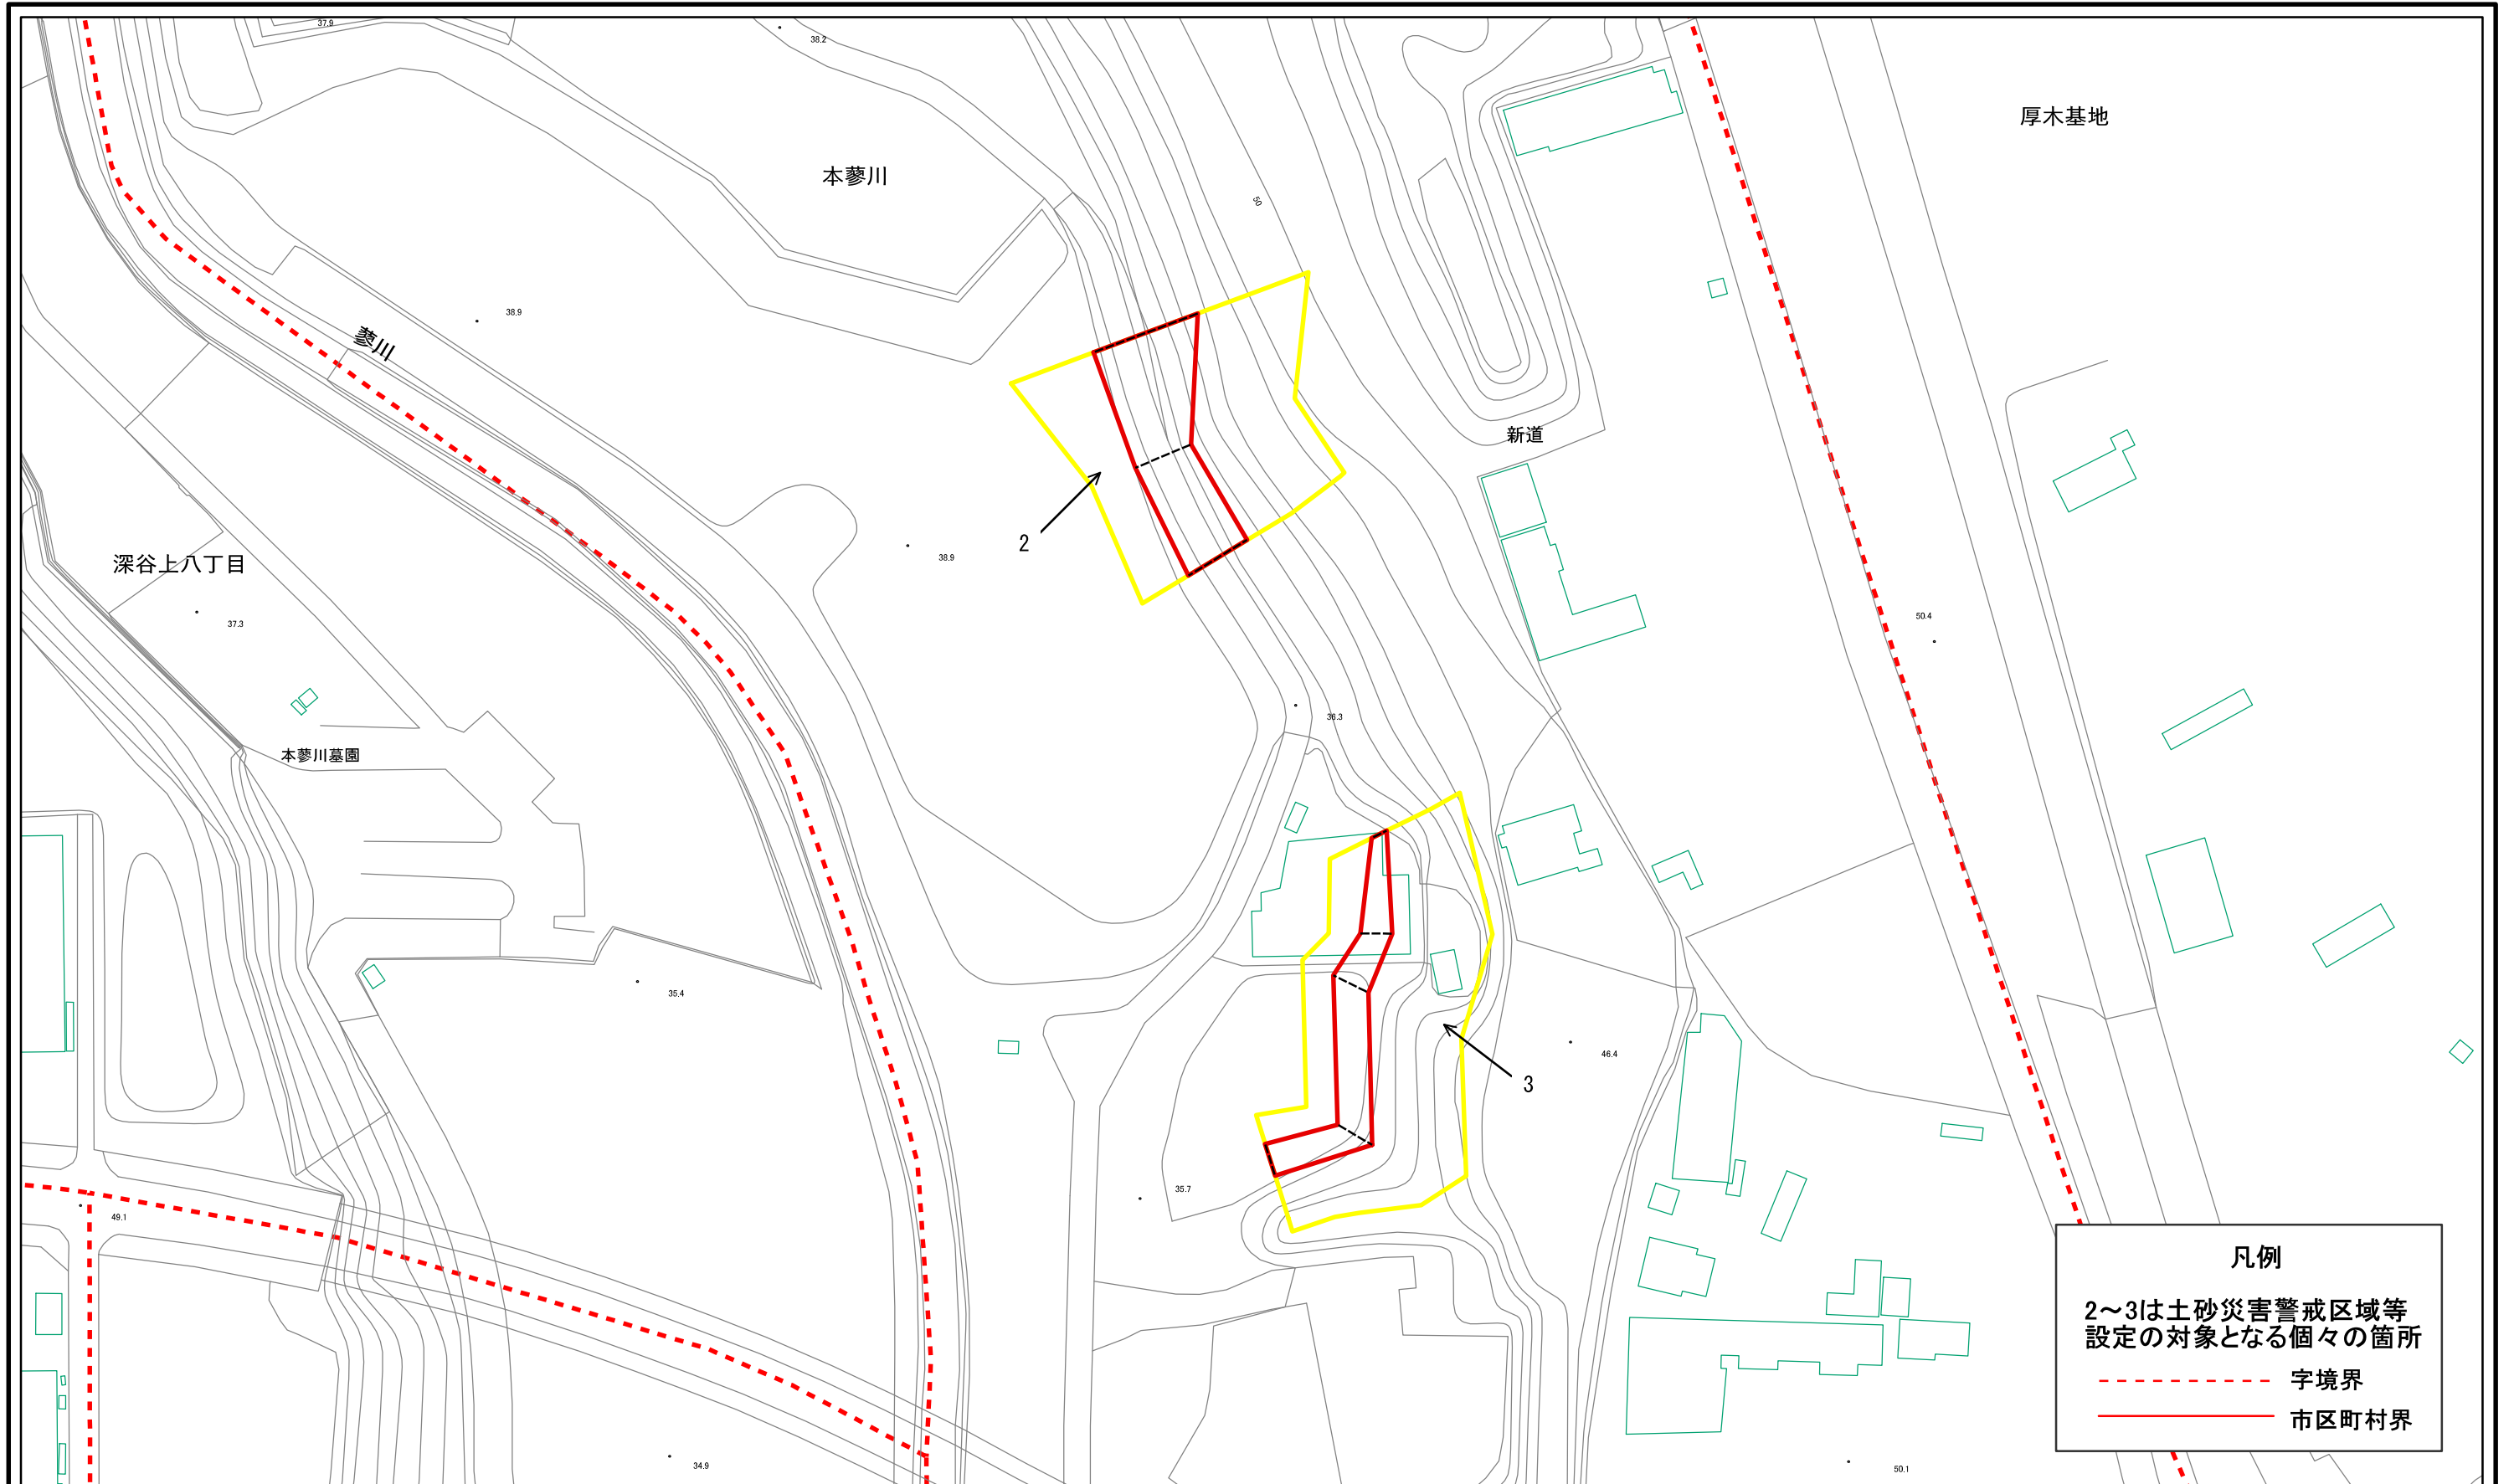 37.9
38.2
厚木基地
本蓼川
50
38.9
蓼川
新道
2
38.9
深谷上八丁目
37.3
50.4
36.3
本蓼川墓園
35.4
46.4
3
35.7
49.1
34.9
50.1
凡例
2～3は土砂災害警戒区域等
設定の対象となる個々の箇所
字境界
市区町村界